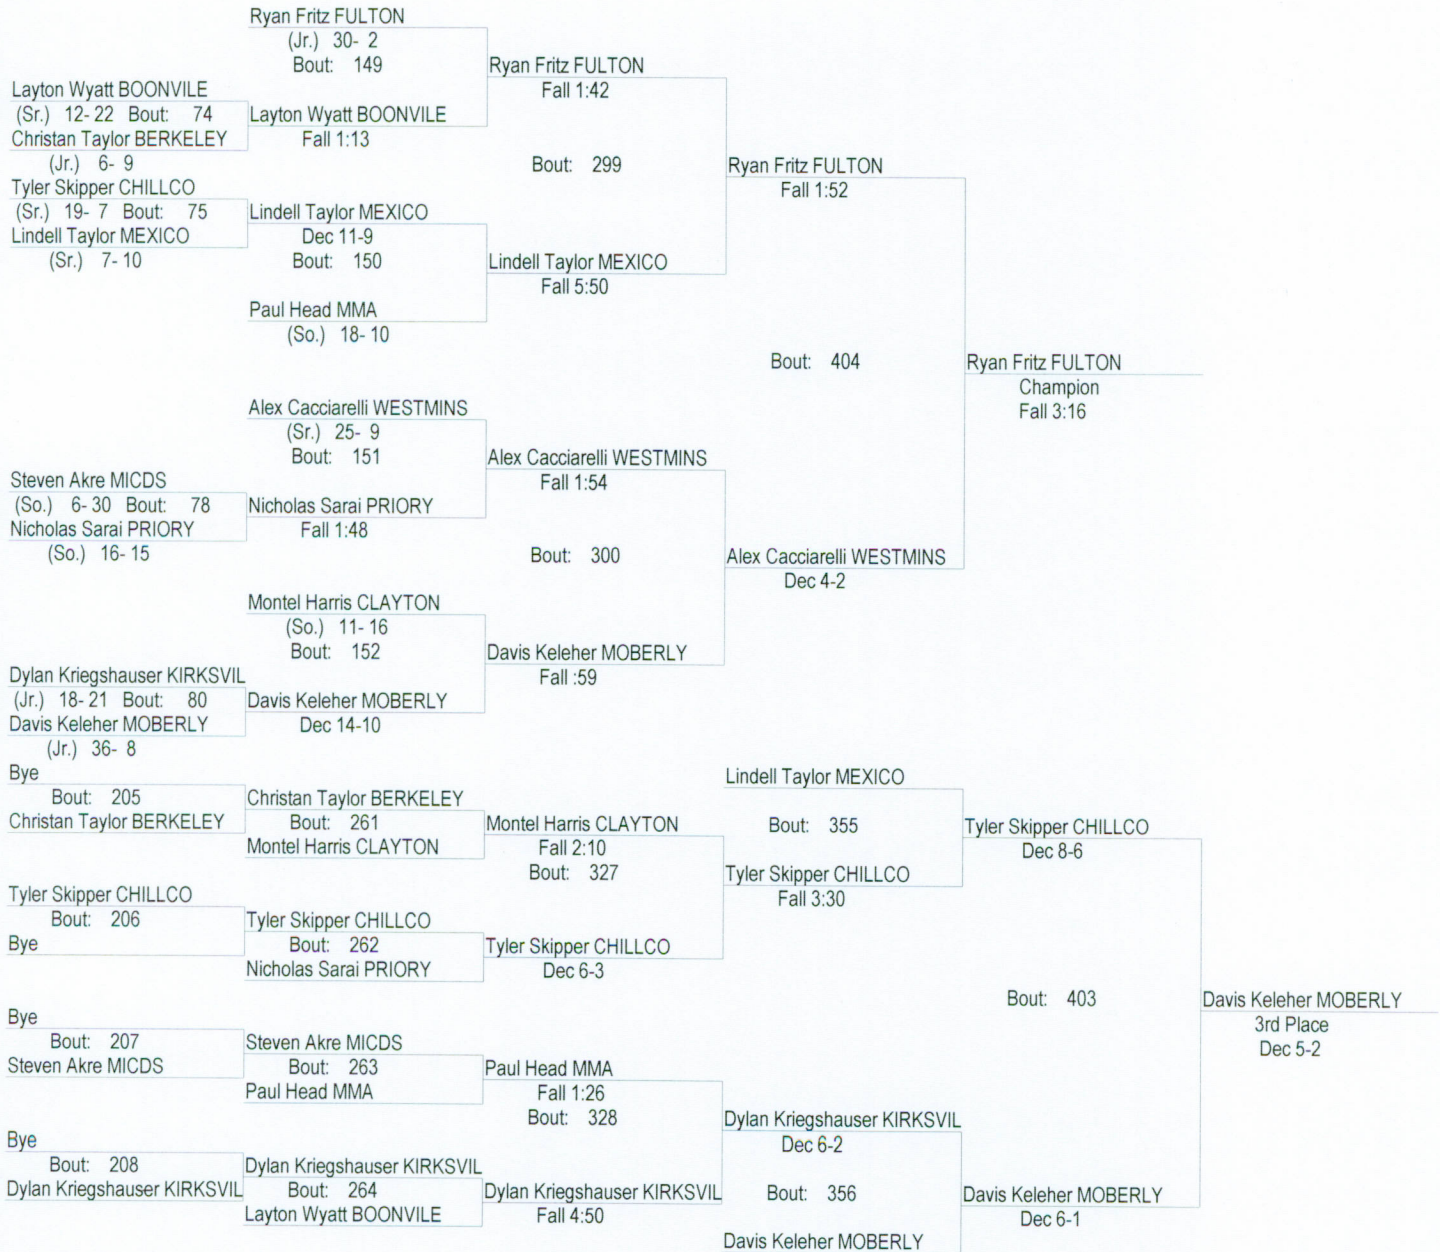 Ryan Fritz FULTON
(Jr.) 30- 2
Bout: 149
Ryan Fritz FULTON
Fall 1:42
Layton Wyatt BOONVILE
(Sr.) 12- 22 Bout: 74
Christan Taylor BERKELEY
(Jr.) 6- 9
Layton Wyatt BOONVILE
Fall 1:13
Bout: 299
Ryan Fritz FULTON
Fall 1:52
Tyler Skipper CHILLCO
(Sr.) 19- 7 Bout: 75
Lindell Taylor MEXICO
(Sr.) 7- 10
Lindell Taylor MEXICO
Dec 11-9
Bout: 150
Lindell Taylor MEXICO
Fall 5:50
Paul Head MMA
(So.) 18- 10
Bout: 404
Ryan Fritz FULTON
Champion
Fall 3:16
Alex Cacciarelli WESTMINS
(Sr.) 25- 9
Bout: 151
Alex Cacciarelli WESTMINS
Fall 1:54
Steven Akre MICDS
(So.) 6- 30 Bout: 78
Nicholas Sarai PRIORY
(So.) 16- 15
Nicholas Sarai PRIORY
Fall 1:48
Bout: 300
Alex Cacciarelli WESTMINS
Dec 4-2
Montel Harris CLAYTON
(So.) 11- 16
Bout: 152
Davis Keleher MOBERLY
Fall :59
Dylan Kriegshauser KIRKSVIL
(Jr.) 18- 21 Bout: 80
Davis Keleher MOBERLY
(Jr.) 36- 8
Davis Keleher MOBERLY
Dec 14-10
Bye
Bout: 205
Christan Taylor BERKELEY
Christan Taylor BERKELEY
Bout: 261
Montel Harris CLAYTON
Montel Harris CLAYTON
Fall 2:10
Bout: 327
Lindell Taylor MEXICO
Bout: 355
Tyler Skipper CHILLCO
Fall 3:30
Tyler Skipper CHILLCO
Dec 8-6
Tyler Skipper CHILLCO
Bout: 206
Bye
Tyler Skipper CHILLCO
Bout: 262
Nicholas Sarai PRIORY
Tyler Skipper CHILLCO
Dec 6-3
Bout: 403
Davis Keleher MOBERLY
3rd Place
Dec 5-2
Bye
Bout: 207
Steven Akre MICDS
Steven Akre MICDS
Bout: 263
Paul Head MMA
Paul Head MMA
Fall 1:26
Bout: 328
Dylan Kriegshauser KIRKSVIL
Dec 6-2
Bye
Bout: 208
Dylan Kriegshauser KIRKSVIL
Dylan Kriegshauser KIRKSVIL
Bout: 264
Layton Wyatt BOONVILE
Dylan Kriegshauser KIRKSVIL
Fall 4:50
Bout: 356
Davis Keleher MOBERLY
Davis Keleher MOBERLY
Dec 6-1